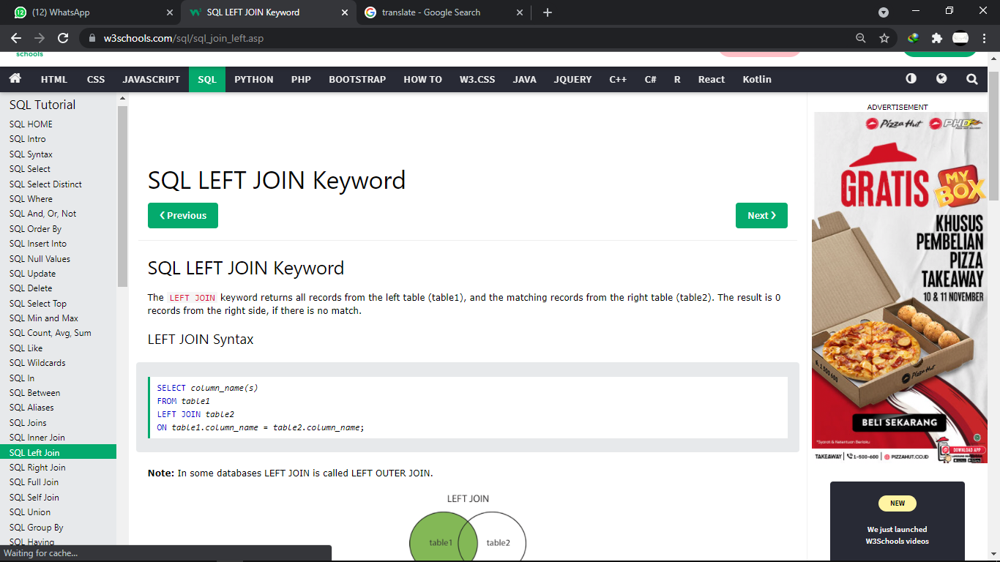 (12) WhatsApp
SQL LEFT JOIN Keyword
translate - Google Search
w3schools.com/sql/sql_join_left.asp
schools
HTML CSS JAVASCRIPT SQL PYTHON PHP BOOTSTRAP HOW TO W3.CSS JAVA JQUERY C++ C# R React Kotlin
SQL Tutorial
SQL HOME
SQL Intro
SQL Syntax
SQL Select
SQL Select Distinct
SQL Where
SQL And, Or, Not
SQL Order By
SQL Insert Into
SQL Null Values
SQL Update
SQL Delete
SQL Select Top
SQL Min and Max
SQL Count, Avg, Sum
SQL Like
SQL Wildcards
SQL In
SQL Between
SQL Aliases
SQL Joins
SQL Inner Join
SQL Left Join
SQL Right Join
SQL Full Join
SQL Self Join
SQL Union
SQL Group By
SQL Having
Waiting for cache...
SQL LEFT JOIN Keyword
❮ Previous
Next ❯
SQL LEFT JOIN Keyword
The LEFT JOIN keyword returns all records from the left table (table1), and the matching records from the right table (table2). The result is 0
records from the right side, if there is no match.
LEFT JOIN Syntax
SELECT column_name(s)
FROM table1
LEFT JOIN table2
ON table1.column_name = table2.column_name;
Note: In some databases LEFT JOIN is called LEFT OUTER JOIN.
LEFT JOIN
table1
table2
ADVERTISEMENT
Pizza Hut PHD
GRATIS MY BOX
KHUSUS
PEMBELIAN
PIZZA
TAKEAWAY
10 & 11 NOVEMBER
1 500 600
Pizza Hut
BELI SEKARANG
*Syarat & Ketentuan Berlaku
DOWNLOAD APP
TAKEAWAY 1-500-600 PIZZAHUT.CO.ID
NEW
We just launched
W3Schools videos